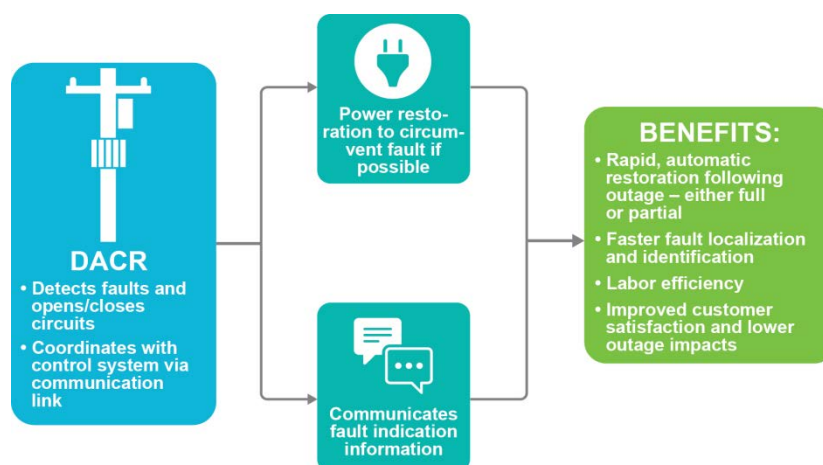 DACR
• Detects faults and
opens/closes
circuits
• Coordinates with
control system via
communication
link
Power resto-
ration to circum-
vent fault if
possible
Communicates
fault indication
information
BENEFITS:
• Rapid, automatic
restoration following
outage – either full
or partial
• Faster fault localization
and identification
• Labor efficiency
• Improved customer
satisfaction and lower
outage impacts